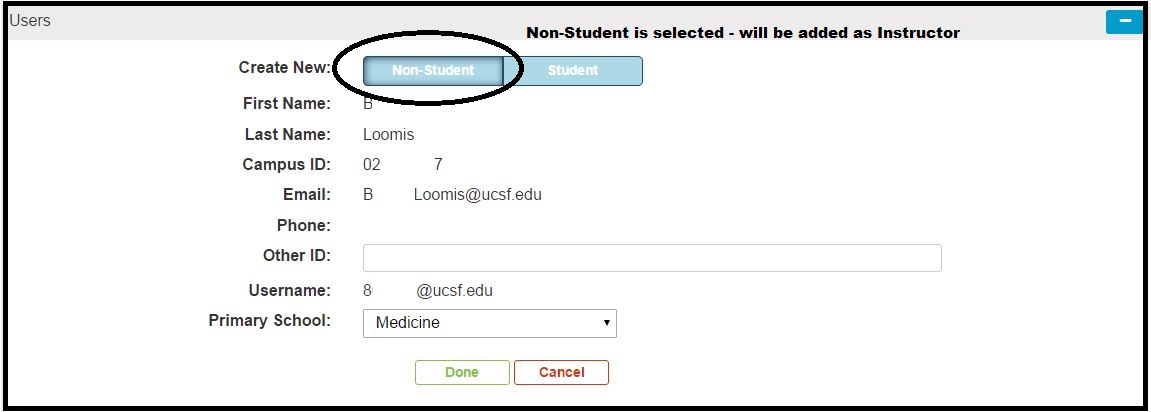 Users
Non-Student is selected - will be added as Instructor
Create New: Non-Student Student
First Name: B
Last Name: Loomis
Campus ID: 02 7
Email: B Loomis@ucsf.edu
Phone:
Other ID:
Username: 8 @ucsf.edu
Primary School: Medicine
Done Cancel